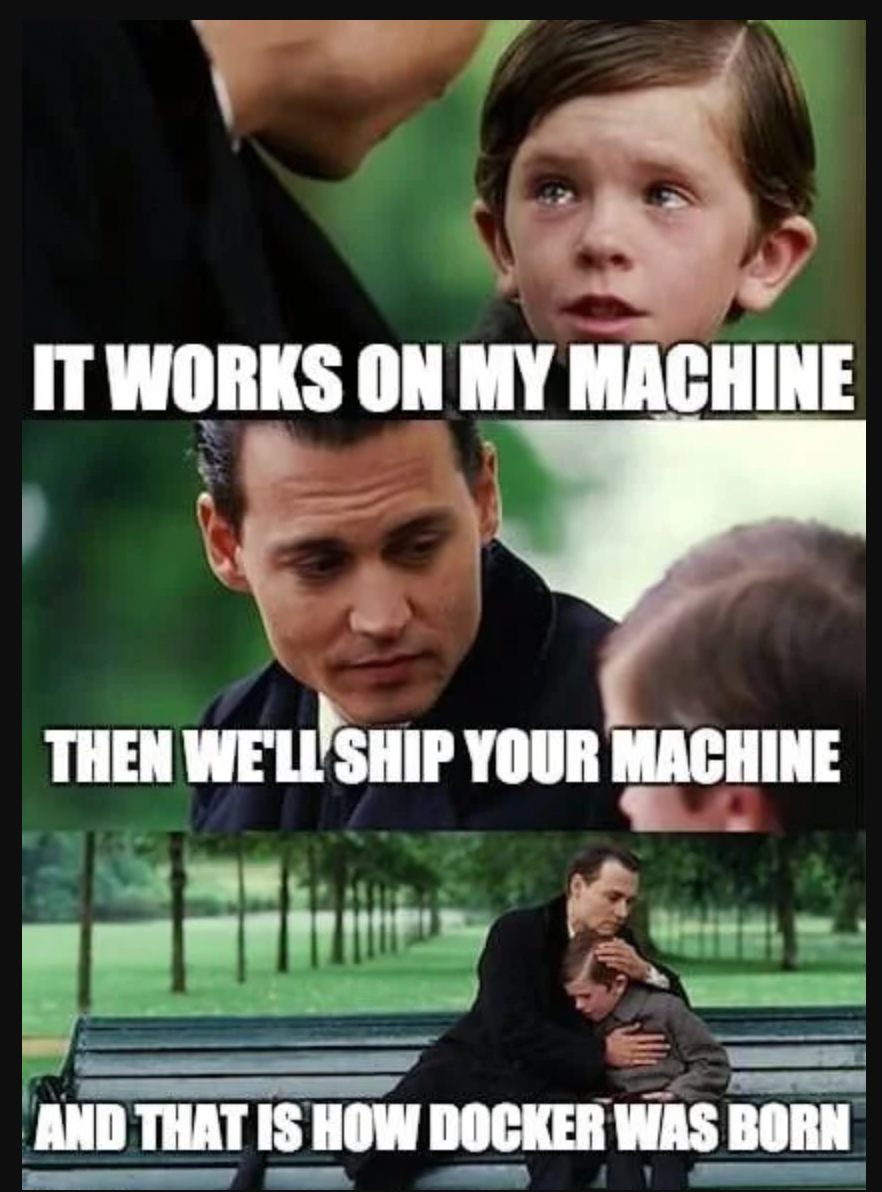 IT WORKS ON MY MACHINE
THEN WE'LL SHIP YOUR MACHINE
AND THAT IS HOW DOCKER WAS BORN